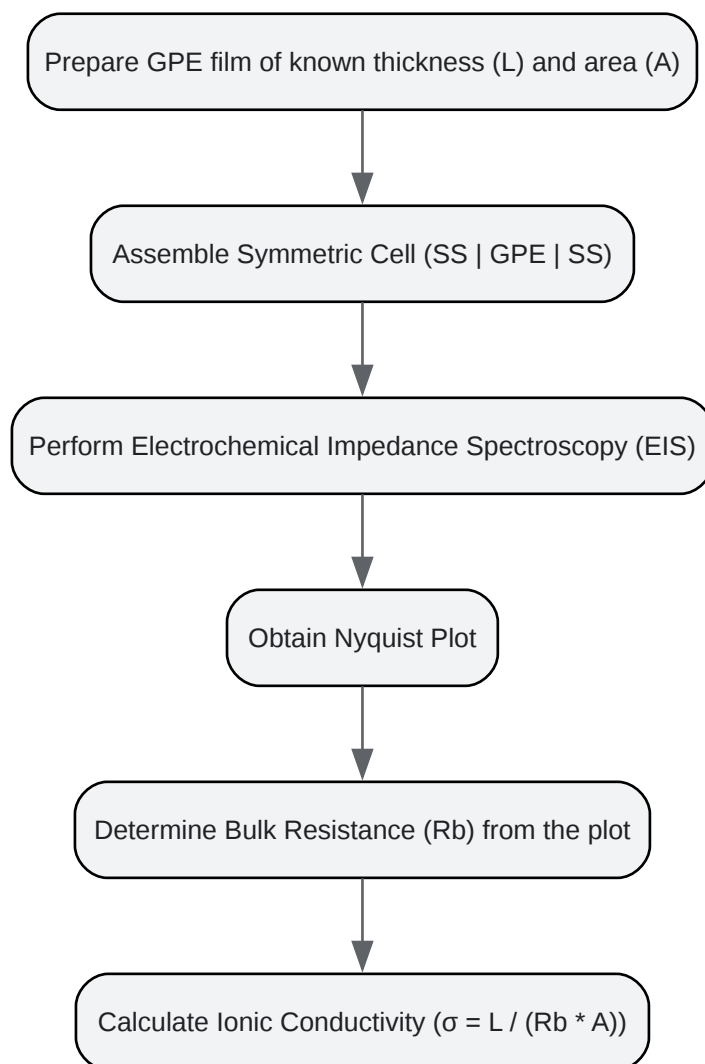 Prepare GPE film of known thickness (L) and area (A)
Assemble Symmetric Cell (SS | GPE | SS)
Perform Electrochemical Impedance Spectroscopy (EIS)
Obtain Nyquist Plot
Determine Bulk Resistance (Rb) from the plot
Calculate Ionic Conductivity (σ = L / (Rb * A))